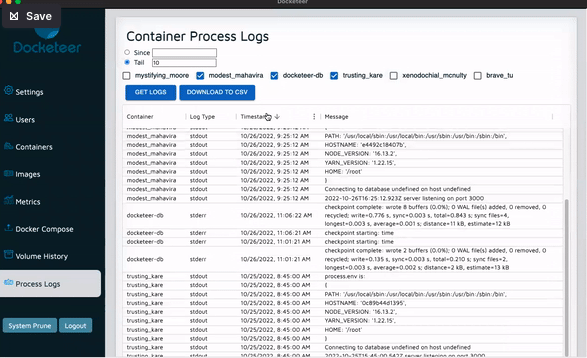 Docketeer
Save
Docketeer
Settings
Users
Containers
Images
Metrics
Docker Compose
Volume History
Process Logs
System Prune Logout
Container Process Logs
Since
Tail 10
mystifying_moore modest_mahavira docketeer-db trusting_kare xenodochial_mcnulty brave_tu
GET LOGS DOWNLOAD TO CSV
Container Log Type Timestamp Message
modest_mahavira stdout 10/26/2022, 9:25:12 AM PATH: '/usr/local/sbin:/usr/local/bin:/usr/sbin:/usr/bin:/sbin:/bin',
modest_mahavira stdout 10/26/2022, 9:25:12 AM HOSTNAME: 'e4492c18407b',
modest_mahavira stdout 10/26/2022, 9:25:12 AM NODE_VERSION: '16.13.2',
modest_mahavira stdout 10/26/2022, 9:25:12 AM YARN_VERSION: '1.22.15',
modest_mahavira stdout 10/26/2022, 9:25:12 AM HOME: '/root'
modest_mahavira stdout 10/26/2022, 9:25:12 AM }
modest_mahavira stdout 10/26/2022, 9:25:12 AM Connecting to database undefined on host undefined
modest_mahavira stdout 10/26/2022, 9:25:12 AM 2022-10-26T16:25:12.923Z server listening on port 3000
docketeer-db stderr 10/26/2022, 11:06:22 AM checkpoint complete: wrote 8 buffers (0.0%); 0 WAL file(s) added, 0 removed, 0
recycled; write=0.776 s, sync=0.003 s, total=0.843 s; sync files=4,
longest=0.003 s, average=0.001 s; distance=11 kB, estimate=12 kB
docketeer-db stderr 10/26/2022, 11:06:21 AM checkpoint starting: time
docketeer-db stderr 10/26/2022, 11:01:21 AM checkpoint starting: time
docketeer-db stderr 10/26/2022, 11:01:21 AM checkpoint complete: wrote 2 buffers (0.0%); 0 WAL file(s) added, 0 removed, 0
recycled; write=0.135 s, sync=0.003 s, total=0.210 s; sync files=2,
longest=0.003 s, average=0.002 s; distance=2 kB, estimate=13 kB
trusting_kare stdout 10/25/2022, 8:45:00 AM process.env is:
trusting_kare stdout 10/25/2022, 8:45:00 AM {
trusting_kare stdout 10/25/2022, 8:45:00 AM PATH: '/usr/local/sbin:/usr/local/bin:/usr/sbin:/usr/bin:/sbin:/bin',
trusting_kare stdout 10/25/2022, 8:45:00 AM HOSTNAME: '0c89b44d1395',
trusting_kare stdout 10/25/2022, 8:45:00 AM NODE_VERSION: '16.13.2',
trusting_kare stdout 10/25/2022, 8:45:00 AM YARN_VERSION: '1.22.15',
trusting_kare stdout 10/25/2022, 8:45:00 AM HOME: '/root'
trusting_kare stdout 10/25/2022, 8:45:00 AM }
trusting_kare stdout 10/25/2022, 8:45:00 AM Connecting to database undefined on host undefined
trusting_kare stdout 10/25/2022, 8:45:00 AM 2022-10-25T15:45:00.542Z server listening on port 3000